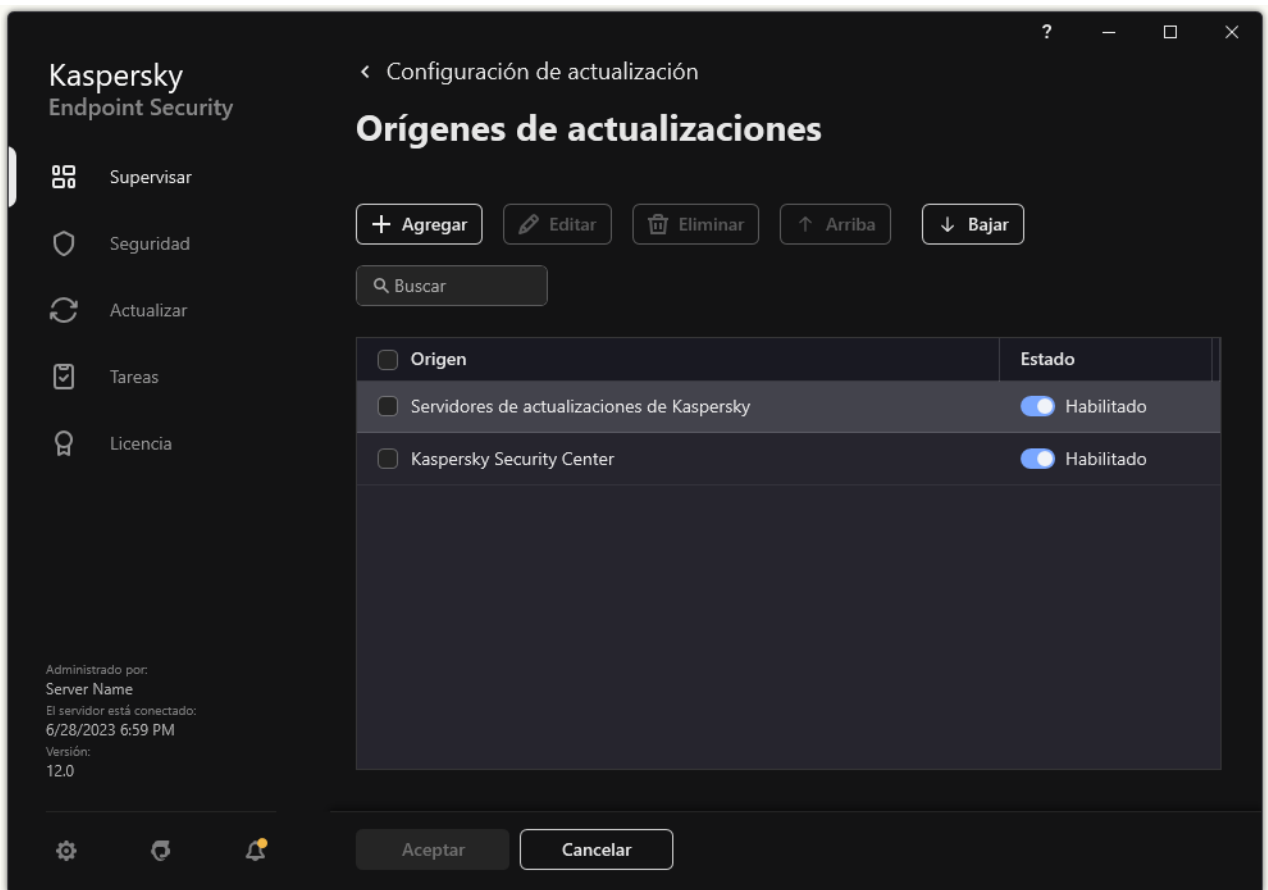 ?
Kaspersky
Endpoint Security
Supervisar
Seguridad
Actualizar
Tareas
Licencia
Administrado por:
Server Name
El servidor está conectado:
6/28/2023 6:59 PM
Versión:
12.0
Configuración de actualización
Orígenes de actualizaciones
Agregar Editar Eliminar Arriba Bajar
Buscar
Origen Estado
Servidores de actualizaciones de Kaspersky Habilitado
Kaspersky Security Center Habilitado
Aceptar Cancelar